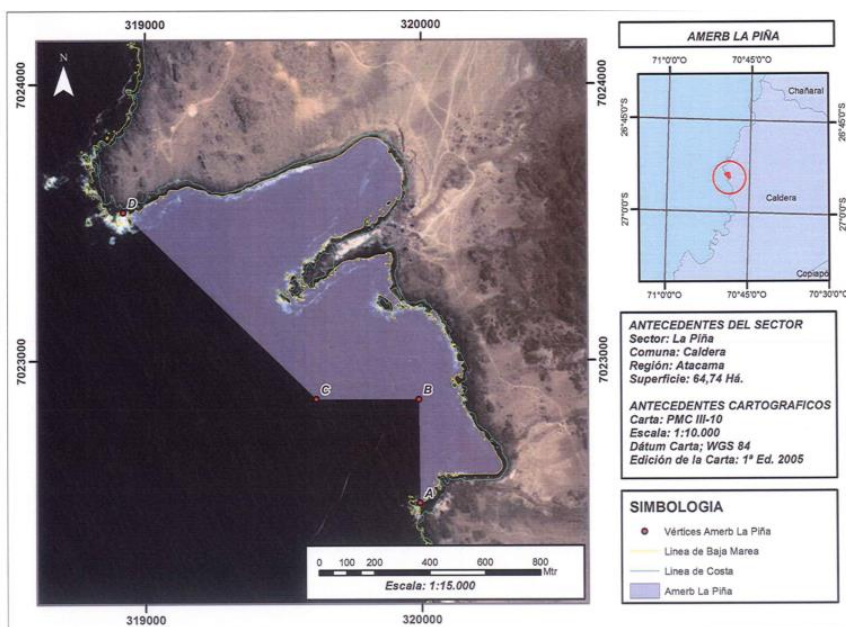 319000
320000
7024000
7024000
7023000
7023000
N
D
C
B
A
0 100 200 400 600 800
Mtr
Escala: 1:15.000
319000
320000
AMERB LA PIÑA
71°0'0"O
70°45'0"O
Chañaral
26°45'0"S
26°45'0"S
Caldera
27°0'0"S
27°0'0"S
Copiapó
71°0'0"O
70°45'0"O
70°30'0"O
ANTECEDENTES DEL SECTOR
Sector: La Piña
Comuna: Caldera
Región: Atacama
Superficie: 64,74 Há.
ANTECEDENTES CARTOGRAFICOS
Carta: PMC III-10
Escala: 1:10.000
Dátum Carta; WGS 84
Edición de la Carta: 1ª Ed. 2005
SIMBOLOGIA
Vértices Amerb La Piña
Linea de Baja Marea
Linea de Costa
Amerb La Piña